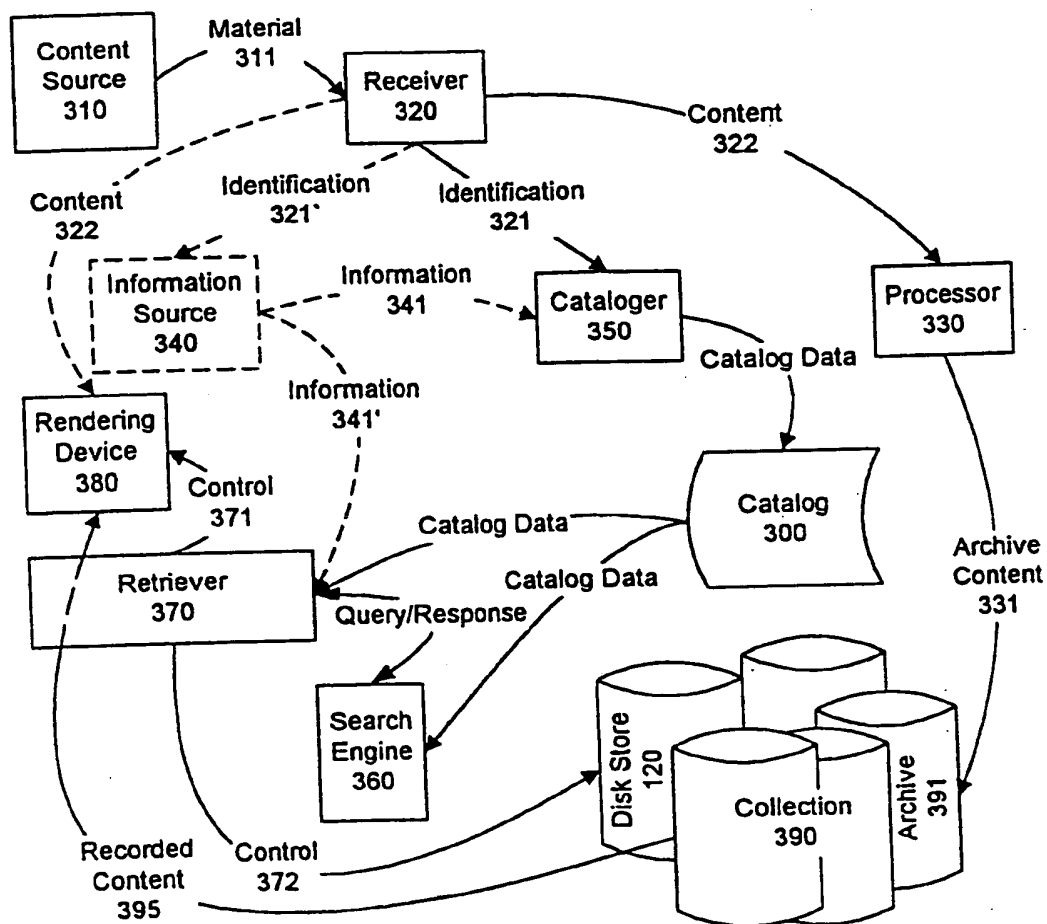 Content
Source
310
Material
311
Receiver
320
Content
322
Content
322
Identification
321'
Identification
321
Information
Source
340
Information
341
Cataloger
350
Processor
330
Catalog Data
Information
341'
Rendering
Device
380
Control
371
Catalog
300
Catalog Data
Archive
Content
331
Retriever
370
Catalog Data
Query/Response
Search
Engine
360
Disk Store
120
Collection
390
Archive
391
Recorded
Content
395
Control
372